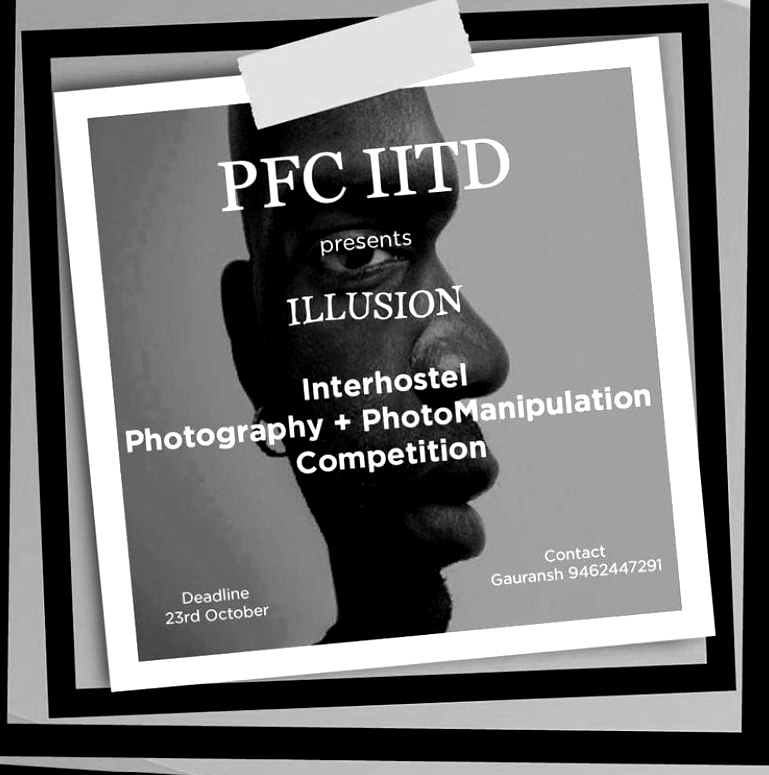 PFC IITD
presents
ILLUSION
Interhostel
Photography + PhotoManipulation
Competition
Deadline
23rd October
Contact
Gauransh 9462447291